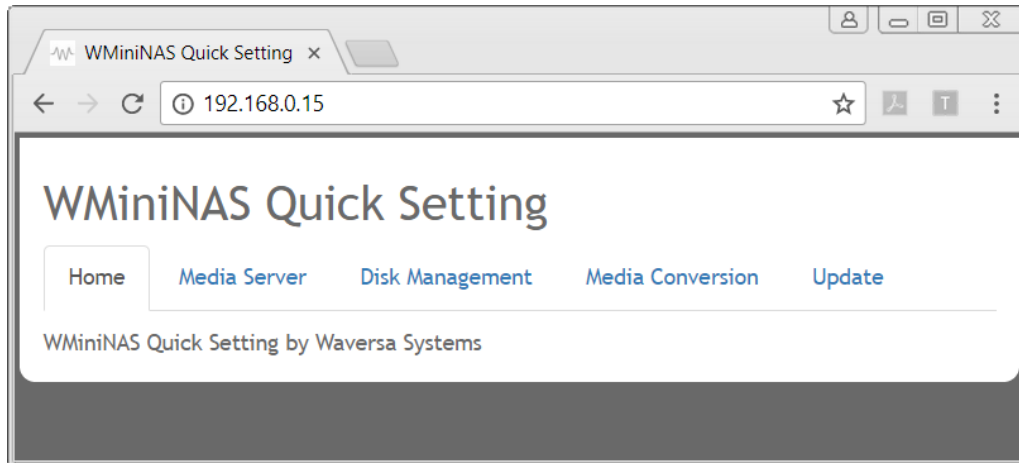 WMiniNAS Quick Setting
192.168.0.15
T
WMiniNAS Quick Setting
Home Media Server Disk Management Media Conversion Update
WMiniNAS Quick Setting by Waversa Systems